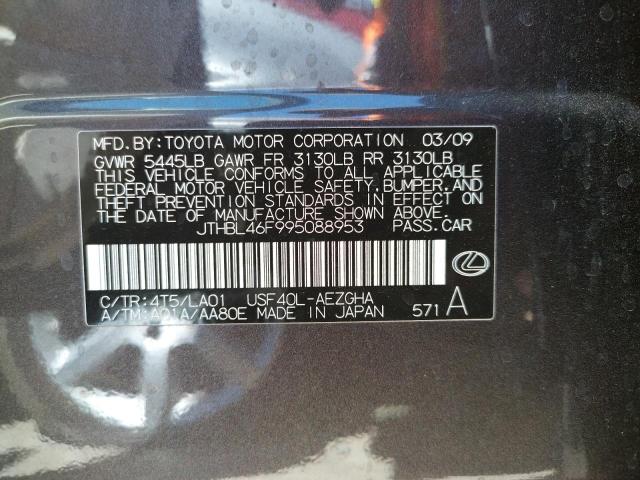 MFD. BY: TOYOTA MOTOR CORPORATION 03/09
GVWR 5445LB GAWR FR 3130LB RR 3130LB
THIS VEHICLE CONFORMS TO ALL APPLICABLE
FEDERAL MOTOR VEHICLE SAFETY, BUMPER, AND
THEFT PREVENTION STANDARDS IN EFFECT ON
THE DATE OF MANUFACTURE SHOWN ABOVE.
JTHBL46F995088953 PASS. CAR
C/TR: 4T5/LA01 USF40L-AEZGHA
A/TM: A01A/AA80E MADE IN JAPAN 571 A